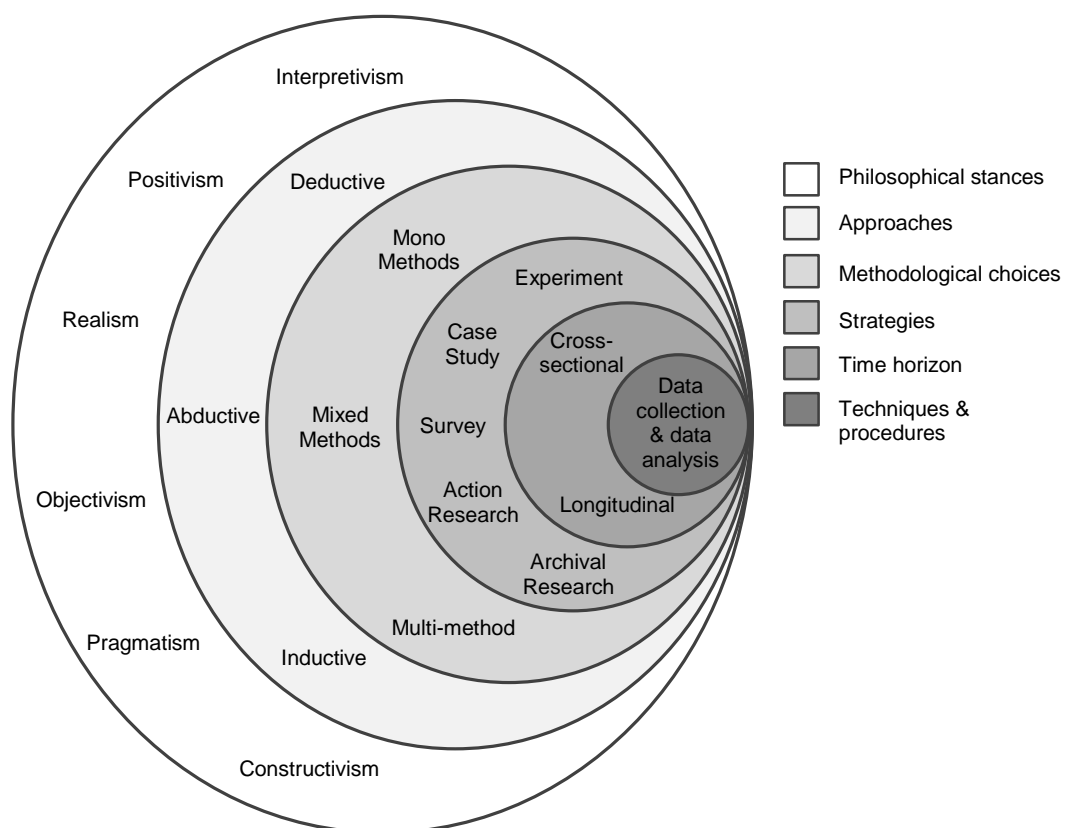 Interpretivism
Positivism
Realism
Objectivism
Pragmatism
Constructivism
Deductive
Abductive
Inductive
Mono
Methods
Mixed
Methods
Multi-method
Experiment
Case
Study
Survey
Action
Research
Archival
Research
Cross-
sectional
Longitudinal
Data
collection
& data
analysis
Philosophical stances
Approaches
Methodological choices
Strategies
Time horizon
Techniques &
procedures